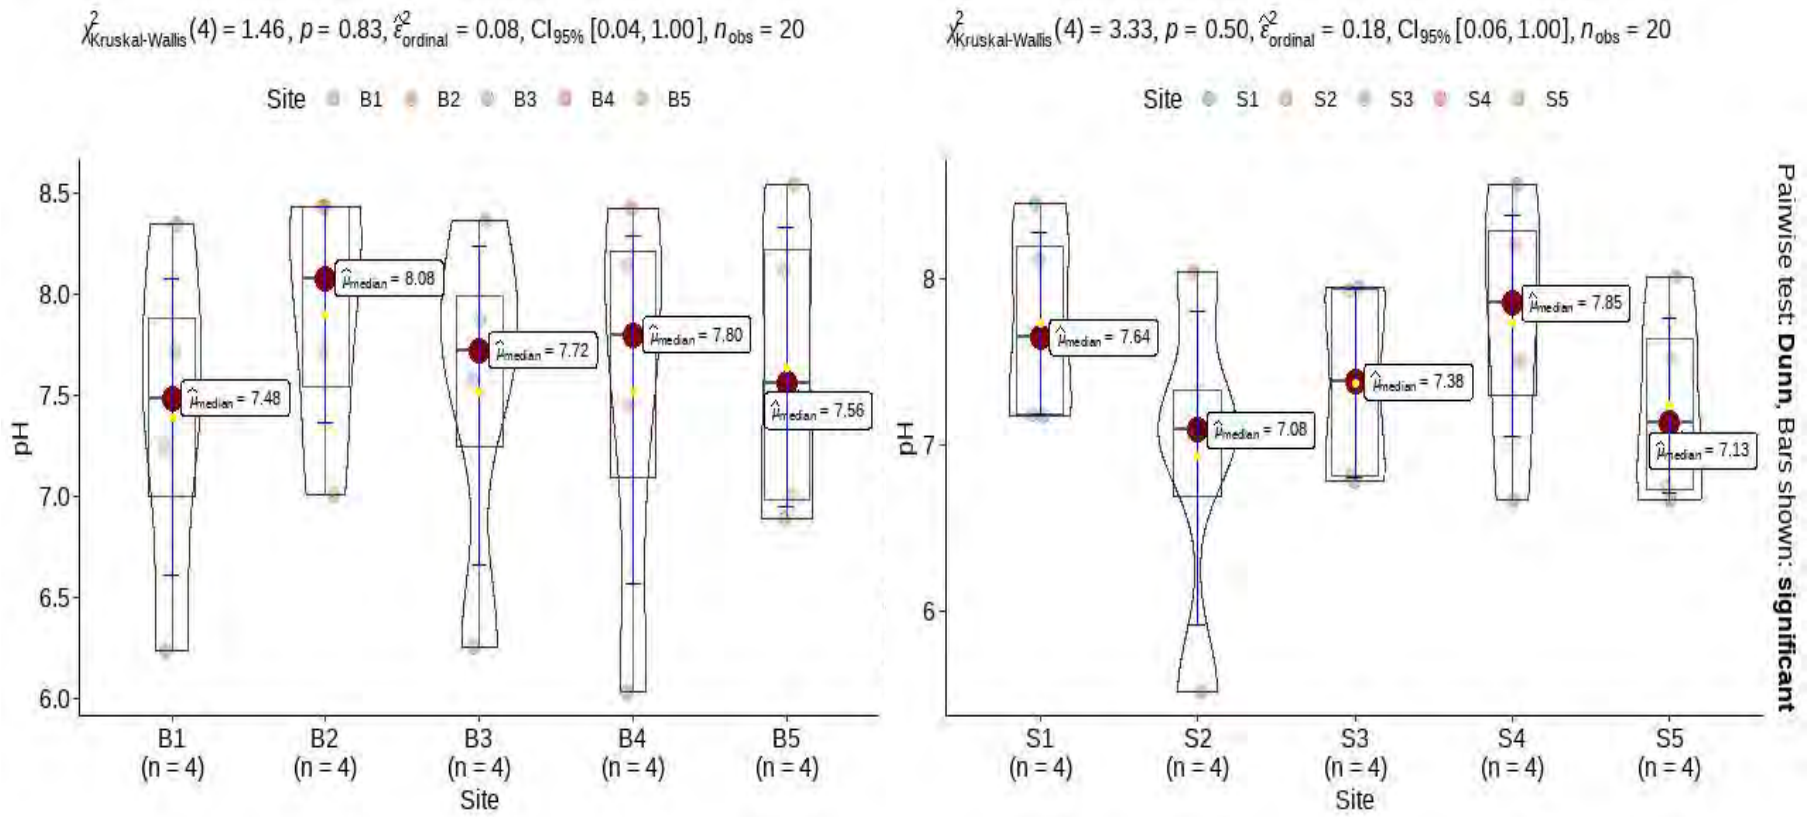 χ²Kruskal-Wallis(4) = 1.46, p = 0.83, ε̂²ordinal = 0.08, CI95% [0.04, 1.00], nobs = 20
Site B1 B2 B3 B4 B5
8.5
8.0
7.5
7.0
6.5
6.0
pH
μ̂median = 7.48
μ̂median = 8.08
μ̂median = 7.72
μ̂median = 7.80
μ̂median = 7.56
B1 B2 B3 B4 B5
(n = 4) (n = 4) (n = 4) (n = 4) (n = 4)
Site
χ²Kruskal-Wallis(4) = 3.33, p = 0.50, ε̂²ordinal = 0.18, CI95% [0.06, 1.00], nobs = 20
Site S1 S2 S3 S4 S5
8
7
6
pH
μ̂median = 7.64
μ̂median = 7.08
μ̂median = 7.38
μ̂median = 7.85
μ̂median = 7.13
S1 S2 S3 S4 S5
(n = 4) (n = 4) (n = 4) (n = 4) (n = 4)
Site
Pairwise test: Dunn, Bars shown: significant